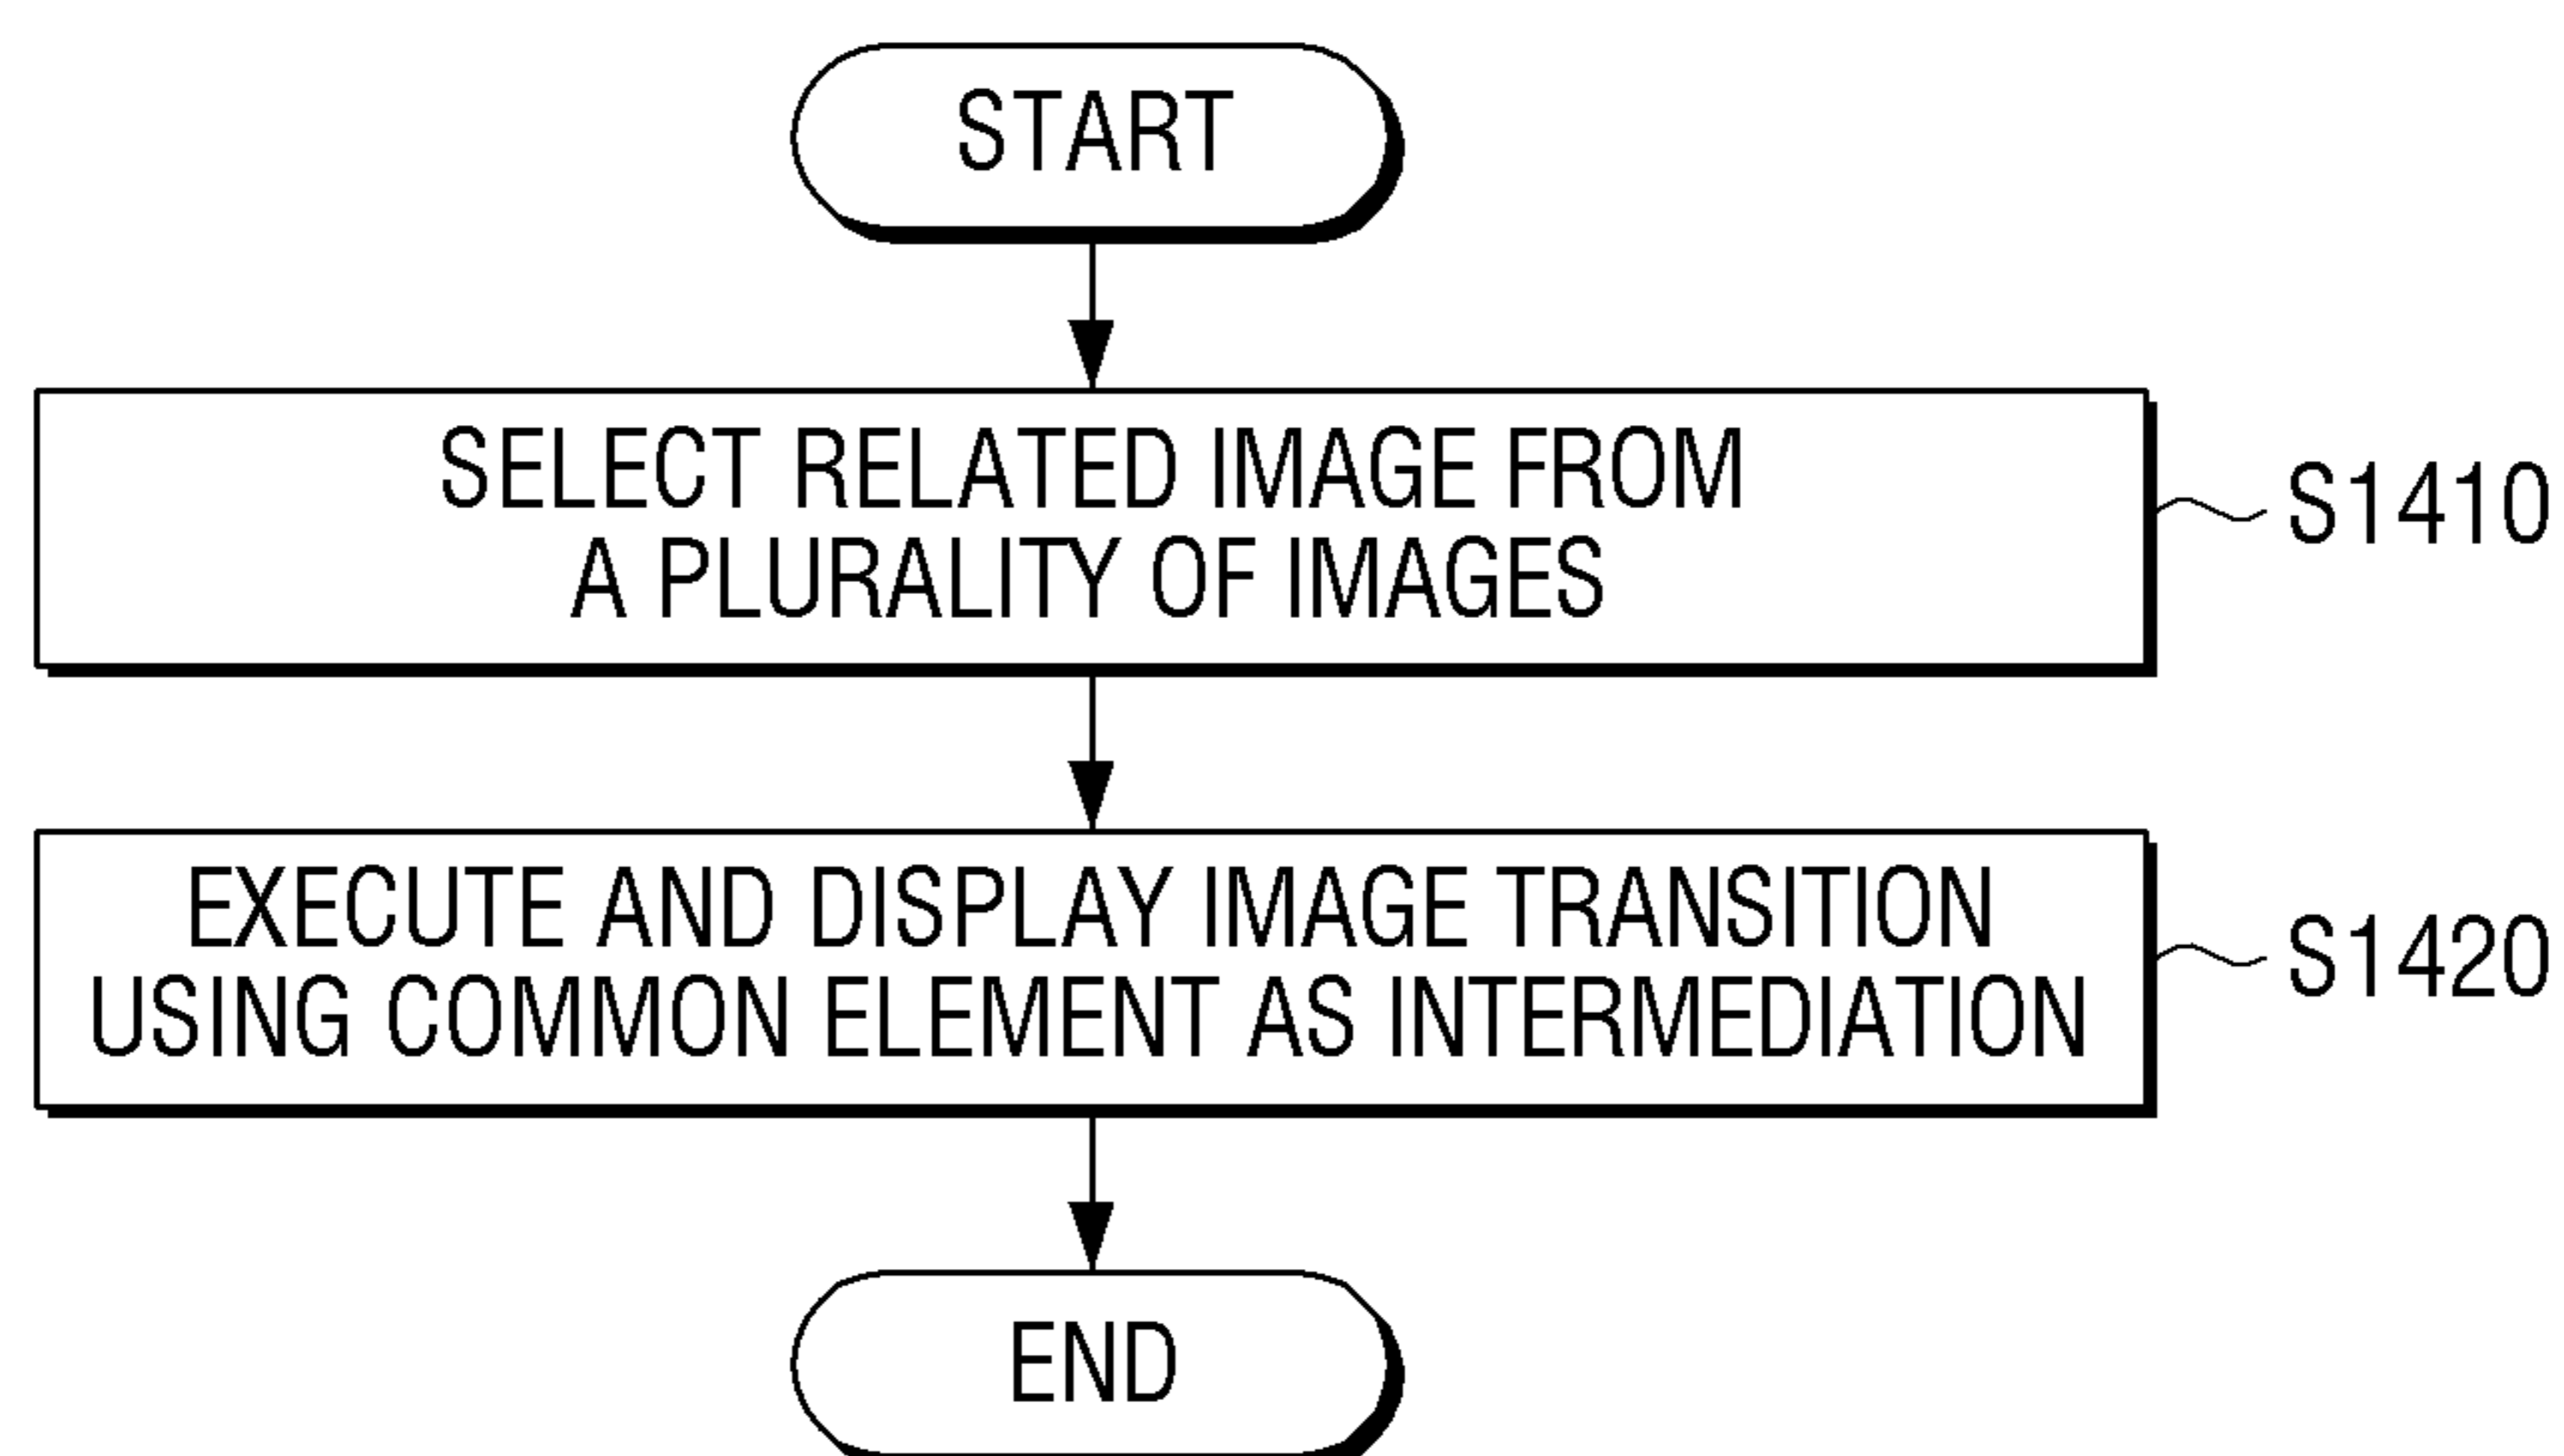 START
SELECT RELATED IMAGE FROM
A PLURALITY OF IMAGES
S1410
EXECUTE AND DISPLAY IMAGE TRANSITION
USING COMMON ELEMENT AS INTERMEDIATION
S1420
END